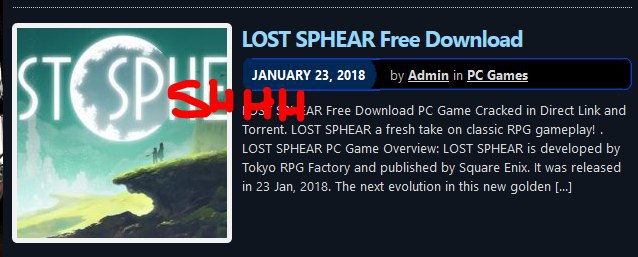 LOST SPHEAR Free Download
ST SPHE
JANUARY 23, 2018 by Admin in PC Games
SHHH
LOST SPHEAR Free Download PC Game Cracked in Direct Link and
Torrent. LOST SPHEAR a fresh take on classic RPG gameplay! .
LOST SPHEAR PC Game Overview: LOST SPHEAR is developed by
Tokyo RPG Factory and published by Square Enix. It was released
in 23 Jan, 2018. The next evolution in this new golden [...]